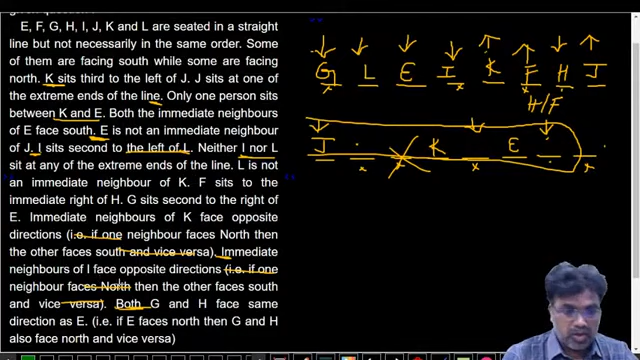 E, F, G, H, I, J, K and L are seated in a straight
line but not necessarily in the same order. Some
of them are facing south while some are facing
north. K sits third to the left of J. J sits at one of
the extreme ends of the line. Only one person sits
between K and E. Both the immediate neighbours
of E face south. E is not an immediate neighbour
of J. I sits second to the left of L. Neither I nor L
sit at any of the extreme ends of the line. L is
not an immediate neighbour of K. F sits to the
immediate right of H. G sits second to the right of
E. Immediate neighbours of K face opposite
directions (i.e. if one neighbour faces North then
the other faces south and vice versa). Immediate
neighbours of I face opposite directions (i.e. if one
neighbour faces North then the other faces south
and vice versa). Both G and H face same
direction as E. (i.e. if E faces north then G and H
also face north and vice versa)
G L E I K F H J
H/F
J K E